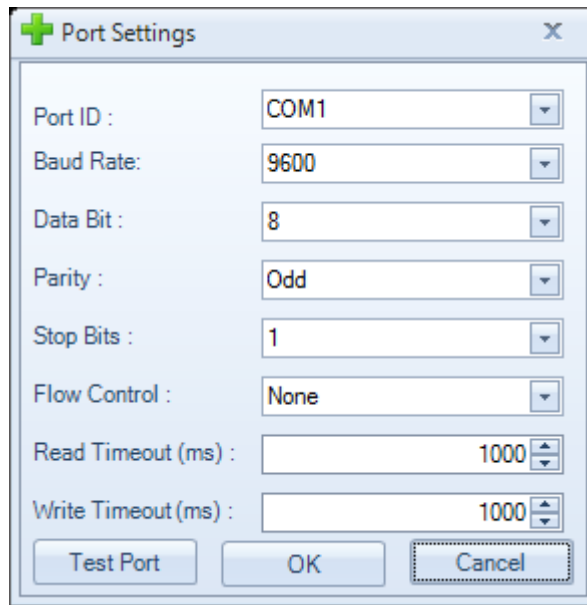 Port Settings
Port ID : COM1
Baud Rate: 9600
Data Bit : 8
Parity : Odd
Stop Bits : 1
Flow Control : None
Read Timeout (ms) : 1000
Write Timeout (ms) : 1000
Test Port OK Cancel